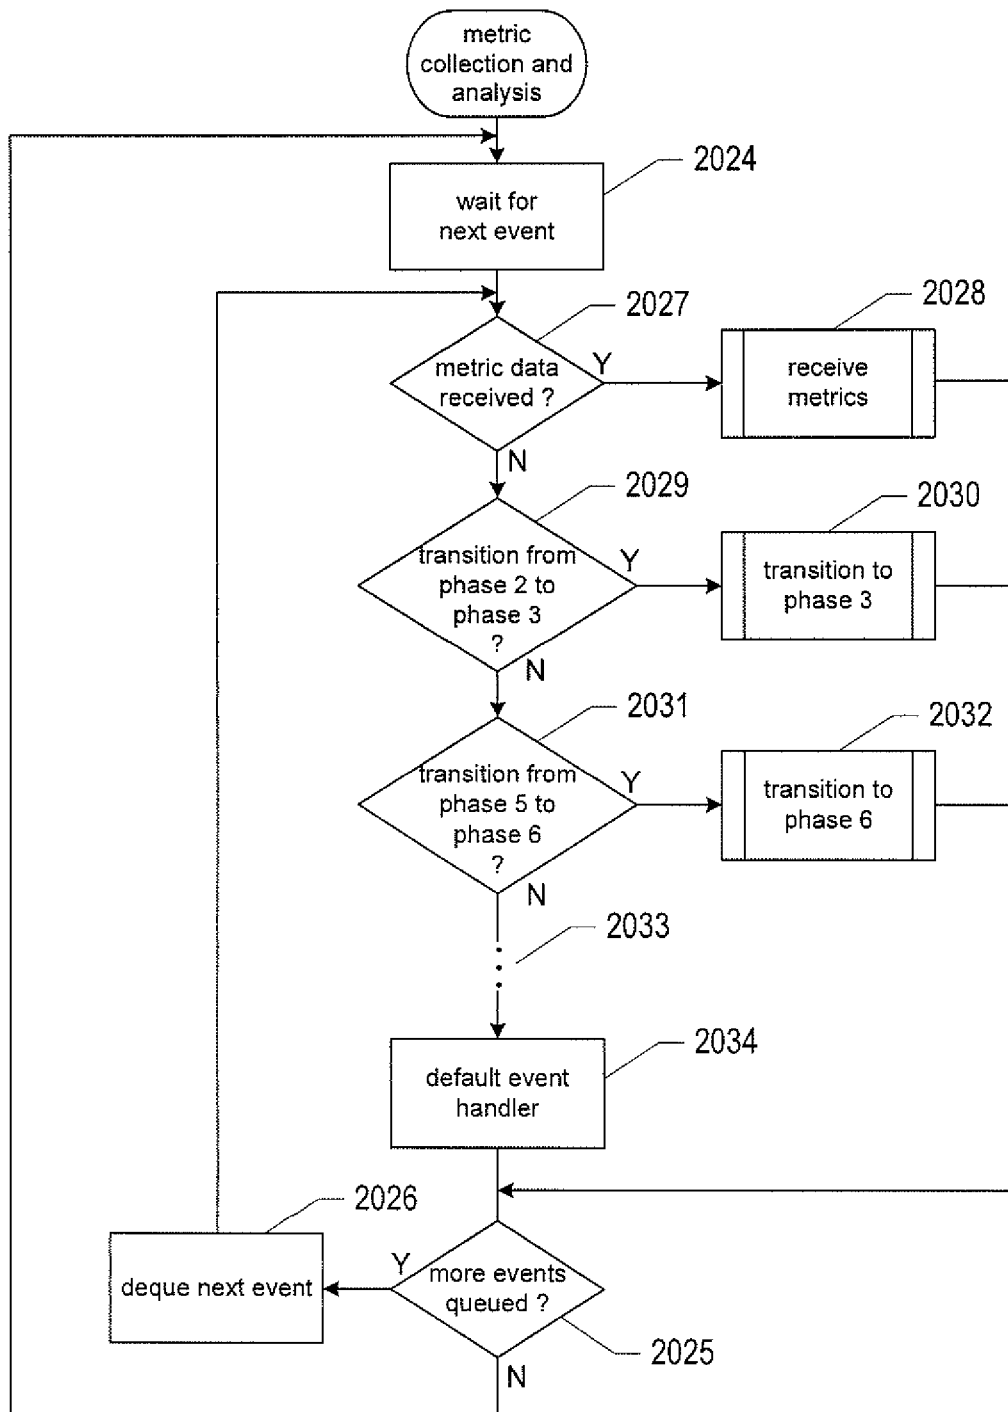 metric
collection and
analysis
2024
wait for
next event
2027
2028
metric data
received ?
Y
receive
metrics
N
2029
2030
transition from
phase 2 to
phase 3
?
Y
transition to
phase 3
N
2031
2032
transition from
phase 5 to
phase 6
?
Y
transition to
phase 6
N
2033
2034
default event
handler
2026
deque next event
Y
more events
queued ?
2025
N